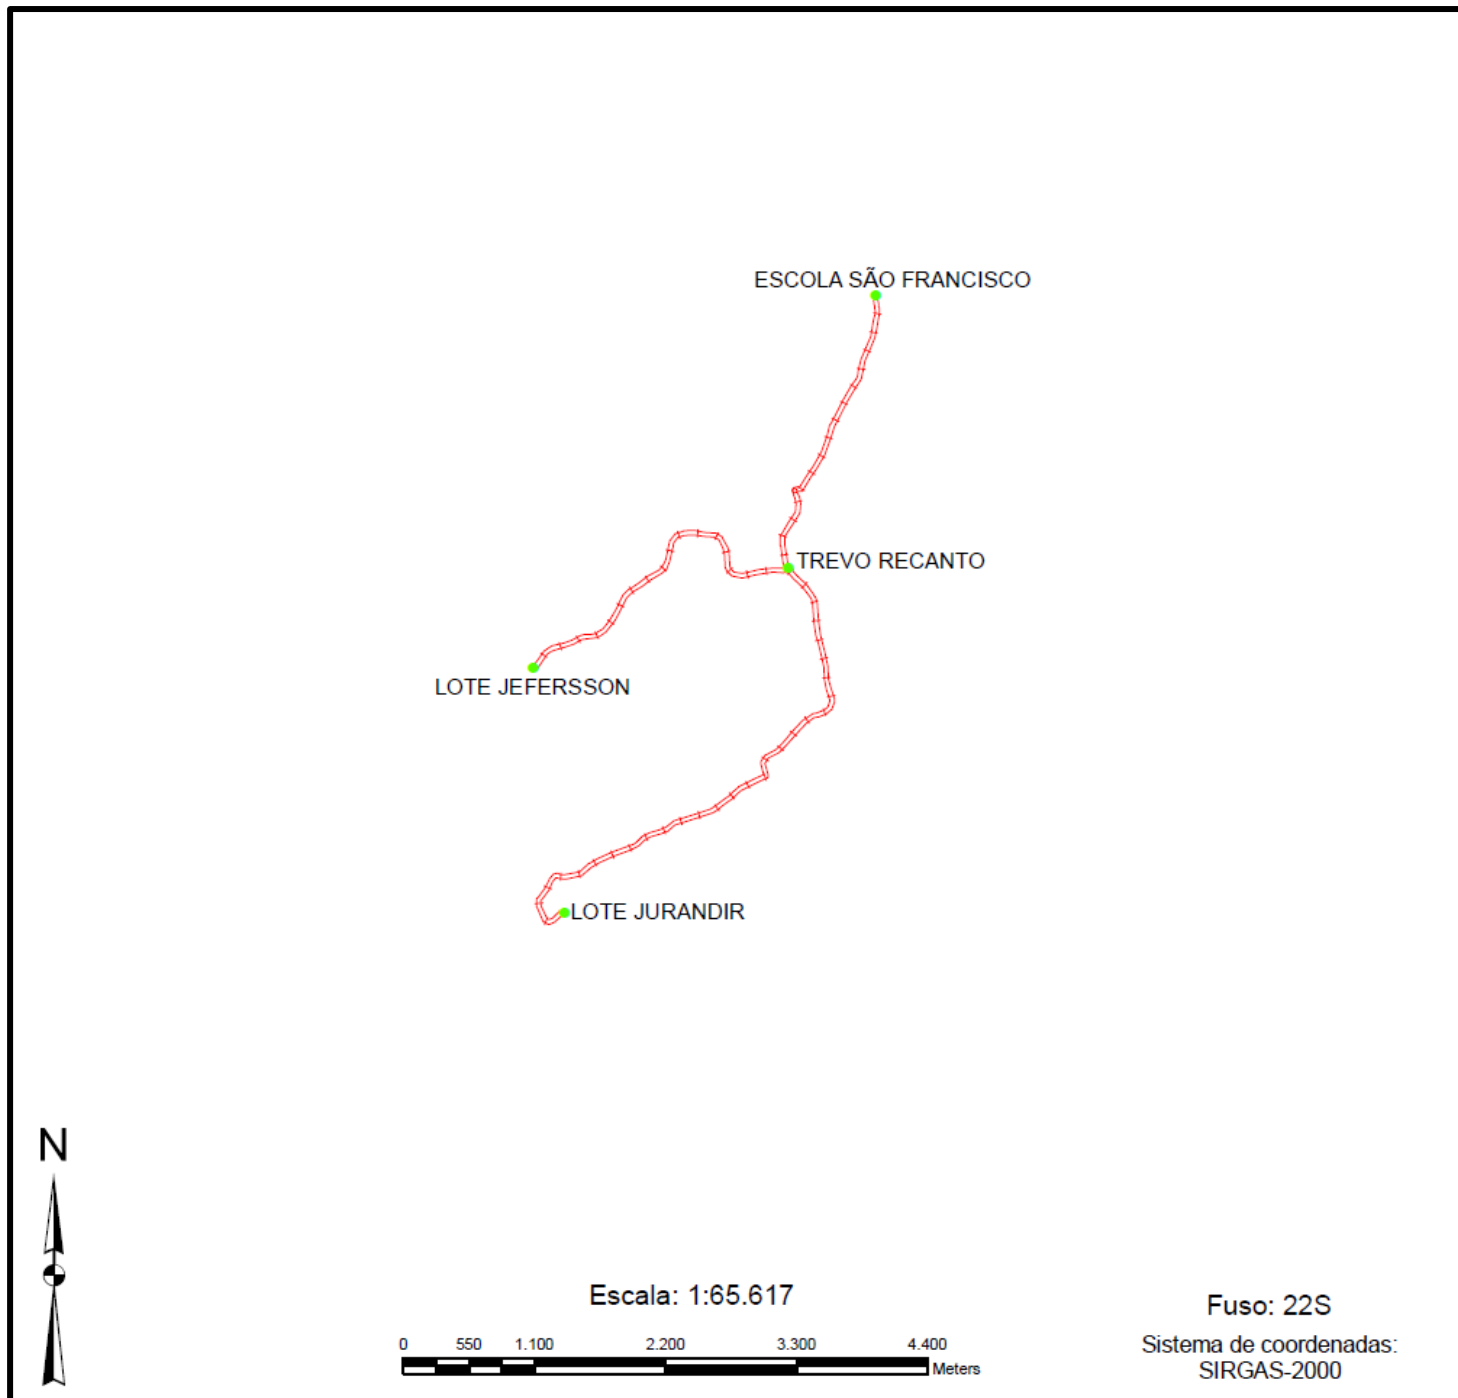 ESCOLA SÃO FRANCISCO
TREVO RECANTO
LOTE JEFERSSON
LOTE JURANDIR
N
Escala: 1:65.617
0 550 1.100 2.200 3.300 4.400
Meters
Fuso: 22S
Sistema de coordenadas:
SIRGAS-2000